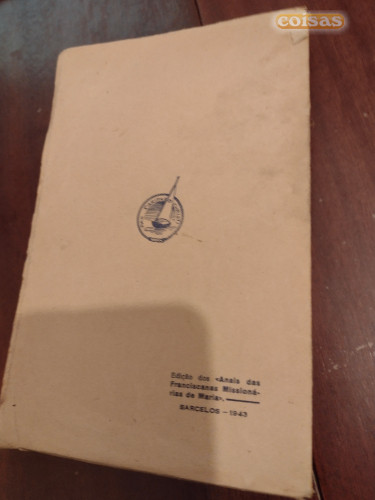 coisas
Edição dos «Anais das
Franciscanas Missioná-
rias de Maria».
BARCELOS — 1943